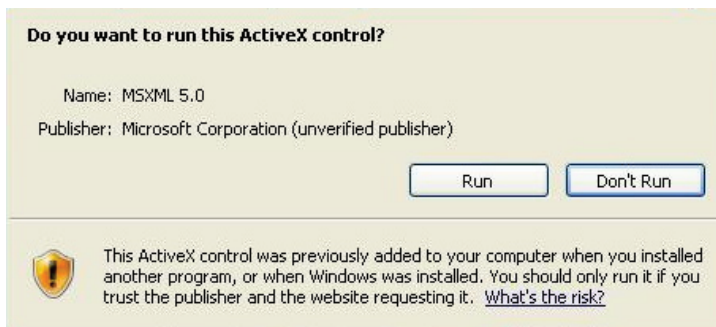 Do you want to run this ActiveX control?
Name: MSXML 5.0
Publisher: Microsoft Corporation (unverified publisher)
Run
Don't Run
This ActiveX control was previously added to your computer when you installed
another program, or when Windows was installed. You should only run it if you
trust the publisher and the website requesting it. What's the risk?